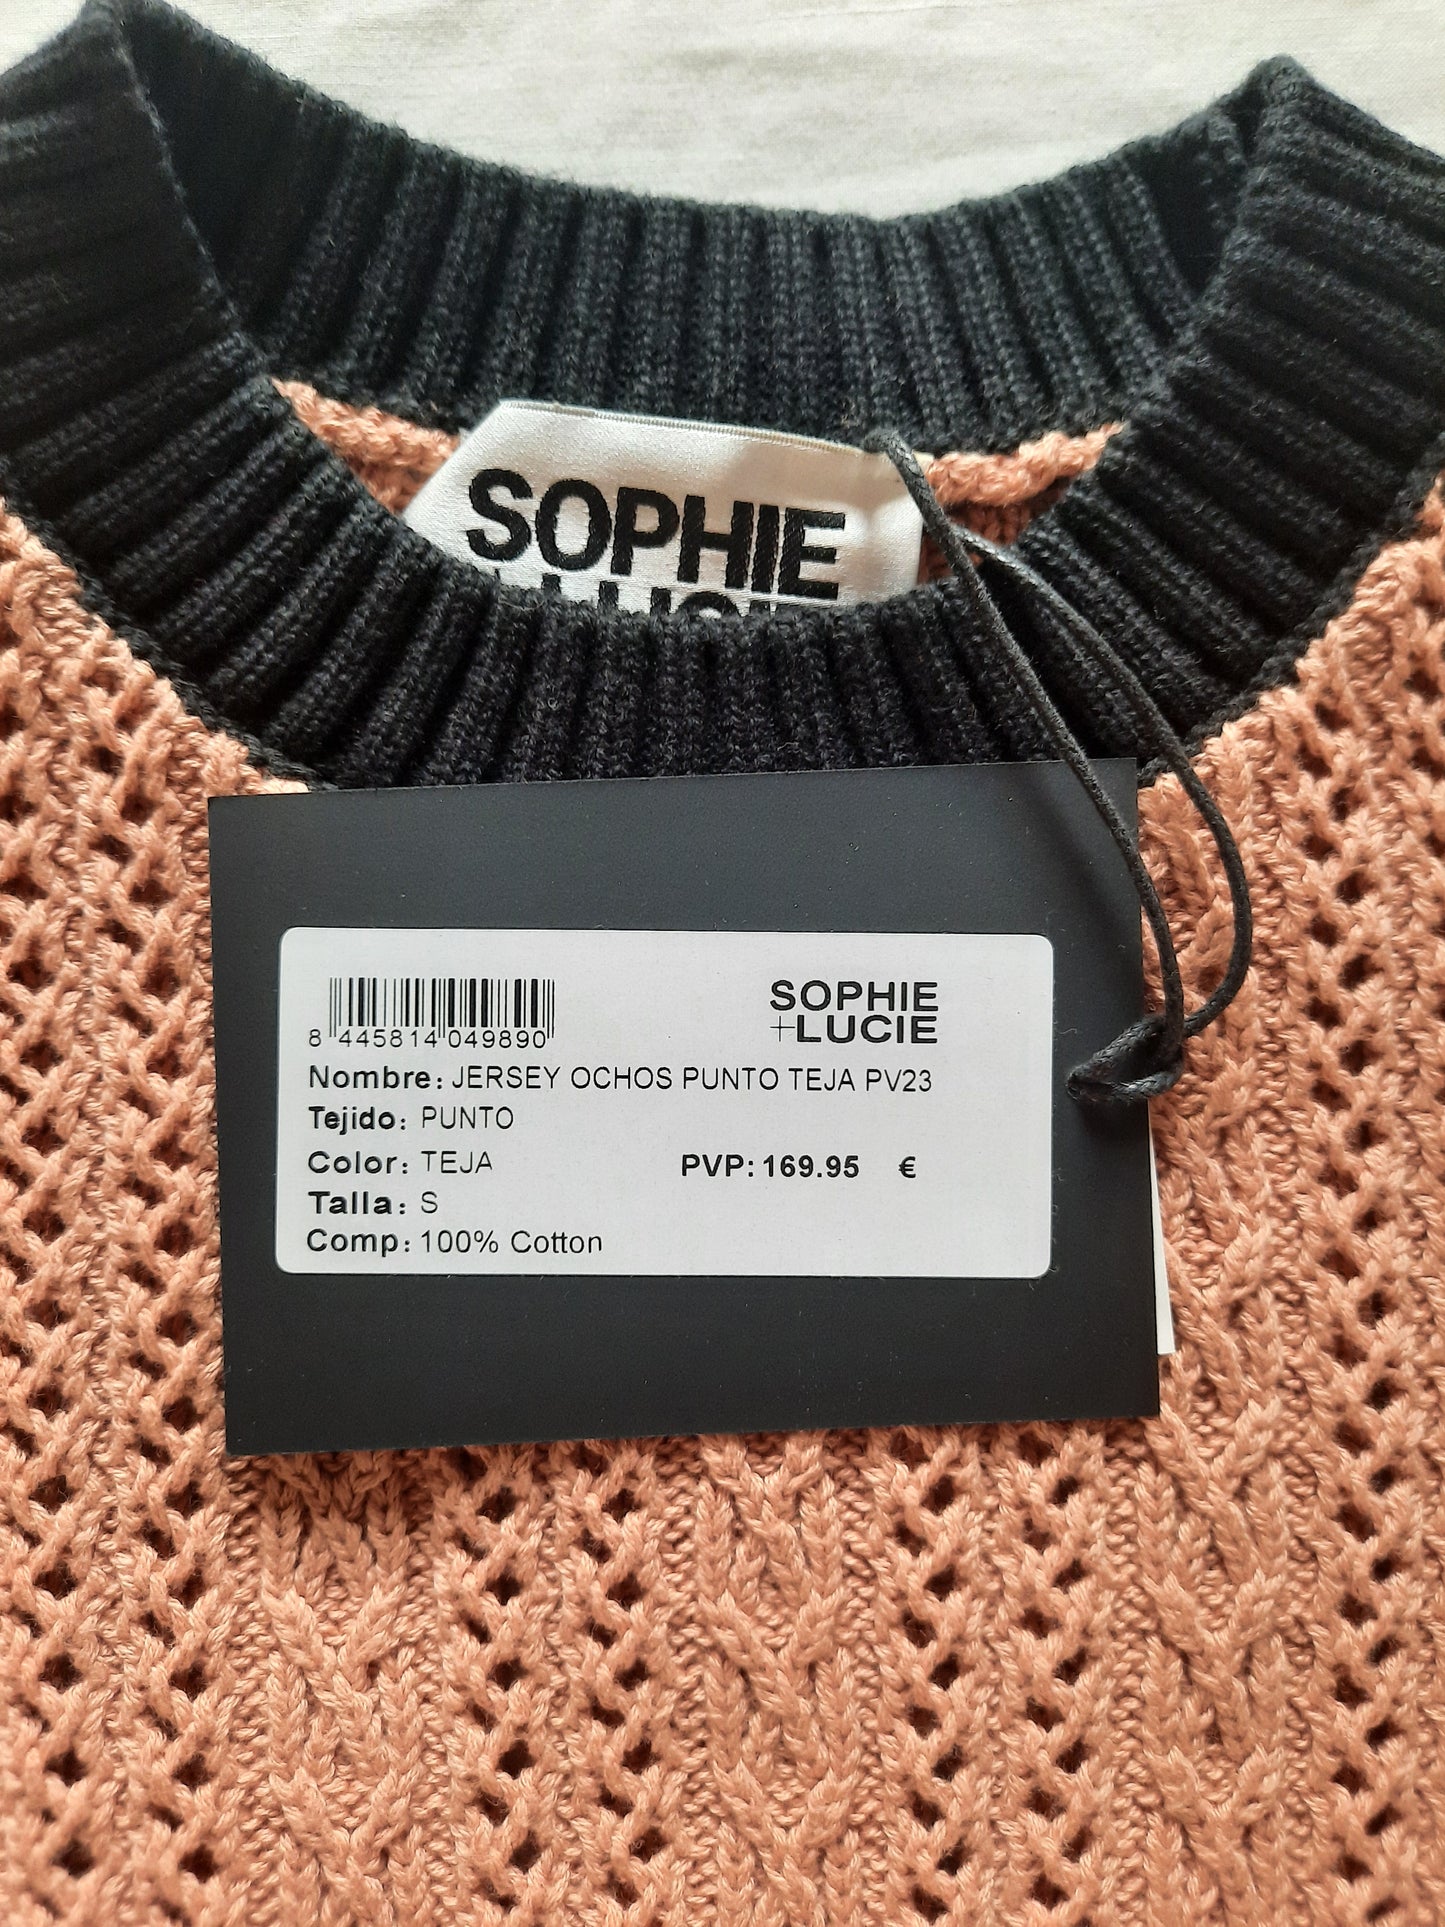 SOPHIE
8 445814 049890
SOPHIE
+LUCIE
Nombre: JERSEY OCHOS PUNTO TEJA PV23
Tejido: PUNTO
Color: TEJA
PVP: 169.95 €
Talla: S
Comp: 100% Cotton